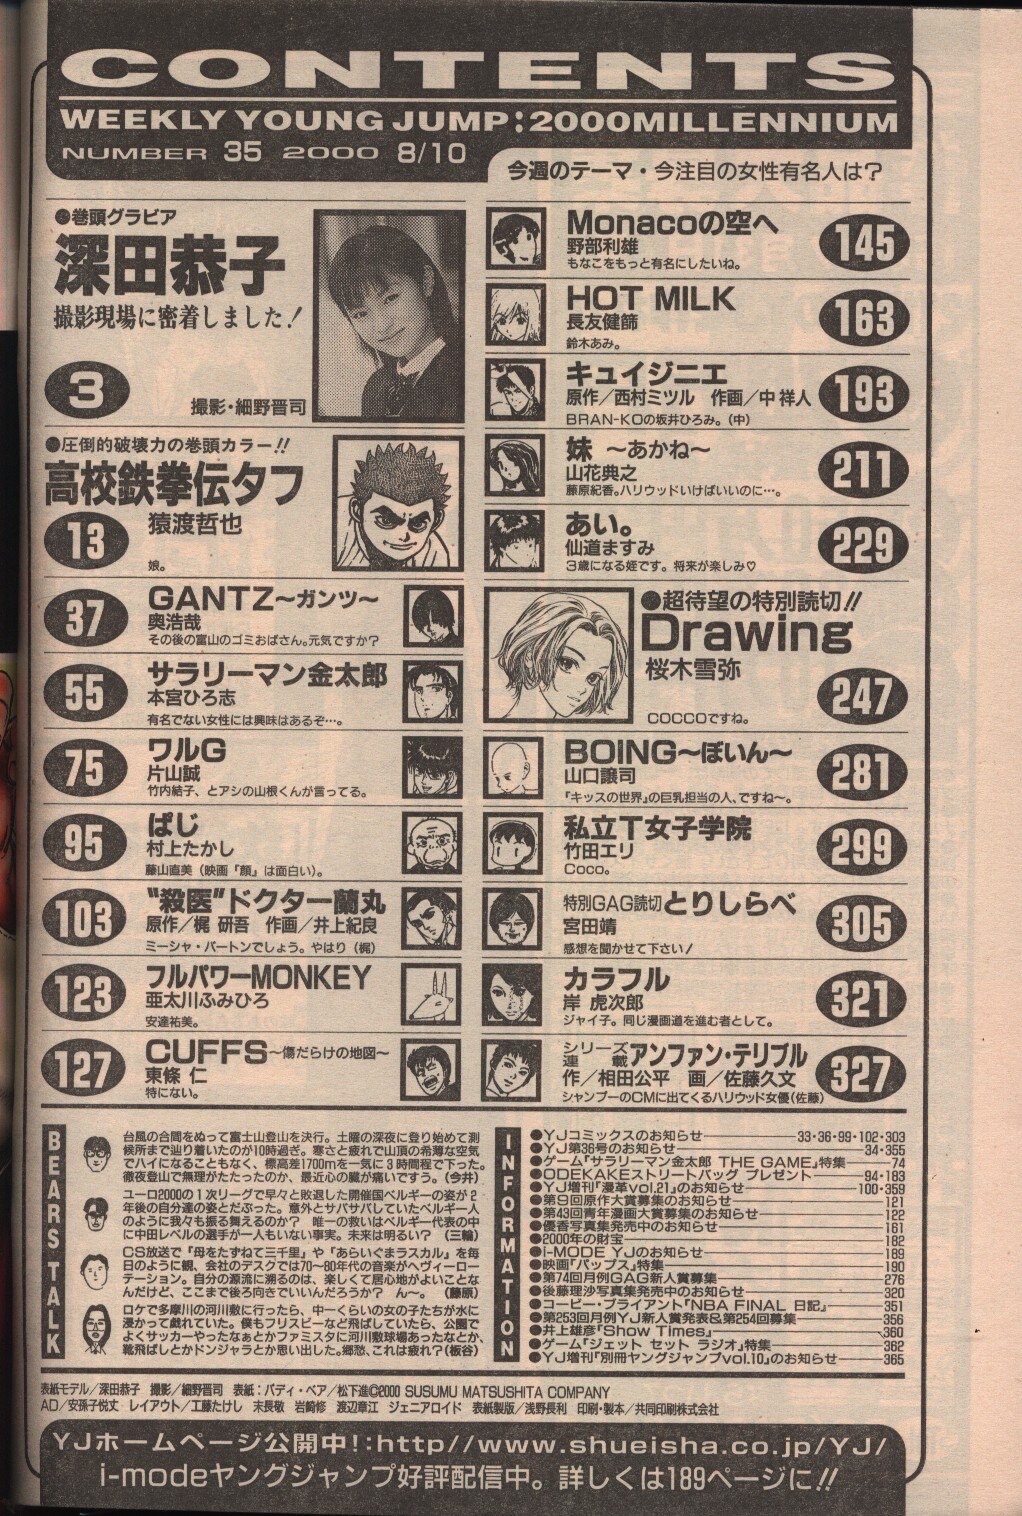 CONTENTS
WEEKLY YOUNG JUMP:2000MILLENNIUM
NUMBER 35 2000 8/10
今週のテーマ・今注目の女性有名人は?
●巻頭グラビア
深田恭子
撮影現場に密着しました!
3
撮影・細野晋司
●圧倒的破壊力の巻頭カラー!!
高校鉄拳伝タフ
13
猿渡哲也
娘。
37
GANTZ〜ガンツ〜
奥浩哉
その後の富山のゴミおばさん。元気ですか?
55
サラリーマン金太郎
本宮ひろ志
有名でない女性には興味はあるぞ…。
75
ワルG
片山誠
竹内結子、とアシの山根くんが言ってる。
95
ぱじ
村上たかし
藤山直美(映画「顔」は面白い)。
103
“殺医”ドクター蘭丸
原作/梶 研吾 作画/井上紀良
ミーシャ・バートンでしょう。やはり(梶)
123
フルパワーMONKEY
亜太川ふみひろ
安達祐美。
127
CUFFS〜傷だらけの地図〜
東條 仁
特にない。
Monacoの空へ
野部利雄
もなこをもっと有名にしたいね。
145
HOT MILK
長友健篩
鈴木あみ。
163
キュイジニエ
原作/西村ミツル 作画/中 祥人
BRAN-KOの坂井ひろみ。(中)
193
妹 〜あかね〜
山花典之
藤原紀香。ハリウッドいけばいいのに…。
211
あい。
仙道ますみ
3歳になる姪です。将来が楽しみ♡
229
●超待望の特別読切!!
Drawing
桜木雪弥
COCCOですね。
247
BOING〜ぼいん〜
山口譲司
『キッスの世界』の巨乳担当の人、ですね〜。
281
私立T女子学院
竹田エリ
Coco。
299
特別GAG読切とりしらべ
宮田靖
感想を聞かせて下さい!
305
カラフル
岸 虎次郎
ジャイ子。同じ漫画道を進む者として。
321
シリーズ連載アンファン・テリブル
作/相田公平 画/佐藤久文
シャンプーのCMに出てくるハリウッド女優(佐藤)
327
BEARS TALK
台風の合間をぬって富士山登山を決行。土曜の深夜に登り始めて測
候所まで辿り着いたのが10時過ぎ。寒さと疲れで山頂の希薄な空気
でハイになることもなく、標高差1700mを一気に3時間程で下った。
徹夜登山で無理がたたったのか、最近心の臓が痛いですう。(今井)
ユーロ2000の1次リーグで早々と敗退した開催国ベルギーの姿が2
年後の自分達の姿とだぶった。意外とサバサバしていたベルギー人
のように我々も振る舞えるのか? 唯一の救いはベルギー代表の中
に中田レベルの選手が一人もいない事実。未来は明るい?(三輪)
CS放送で「母をたずねて三千里」や「あらいぐまラスカル」を毎
日のように観、会社のデスクでは70〜80年代の音楽がヘヴィーロー
テーション。自分の源流に溯るのは、楽しくて居心地がよいことな
んだけど、ここまで後ろ向きでいいんだろうか? ん〜。(藤原)
ロケで多摩川の河川敷に行ったら、中一くらいの女の子たちが水に
浸かって戯れていた。僕もフリスビーなど飛ばしていたら、公園で
よくサッカーやったなぁとかファミスタに河川敷球場あったなとか、
靴飛ばしとかドンジャラとか思い出した。郷愁、これは疲れ?(板谷)
INFORMATION
●YJコミックスのお知らせ――33・36・99・102・303
●YJ第36号のお知らせ――34・355
●ゲーム「サラリーマン金太郎 THE GAME」特集――74
●ODEKAKEストリートバッグ プレゼント――94・183
●YJ増刊「漫革vol.21」のお知らせ――100・359
●第9回原作大賞募集のお知らせ――121
●第43回青年漫画大賞募集のお知らせ――122
●優香写真集発売中のお知らせ――161
●2000年の財宝――182
●i-MODE YJのお知らせ――189
●映画「パップス」特集――190
●第74回月例GAG新人賞募集――276
●後藤理沙写真集発売中のお知らせ――320
●コービー・ブライアント「NBA FINAL 日記」――351
●第253回月例YJ新人賞発表&第254回募集――356
●井上雄彦「Show Times」――360
●ゲーム「ジェット セット ラジオ」特集――362
●YJ増刊「別冊ヤングジャンプvol.10」のお知らせ――365
表紙モデル/深田恭子 撮影/細野晋司 表紙：バディ・ベア/松下進©2000 SUSUMU MATSUSHITA COMPANY
AD/安孫子悦丈 レイアウト/工藤たけし 末長敬 岩崎修 渡辺章江 ジェニアロイド 表紙製版/浅野長利 印刷・製本/共同印刷株式会社
YJホームページ公開中!:http//www.shueisha.co.jp/YJ/
i-modeヤングジャンプ好評配信中。詳しくは189ページに!!